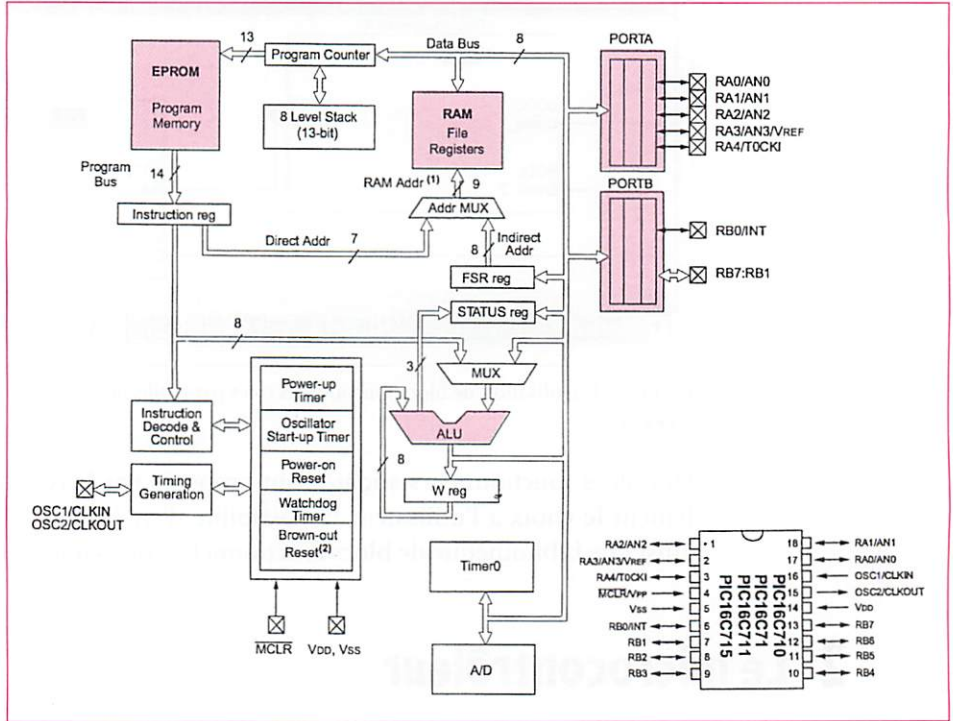 13
Program Counter
Data Bus
8
PORTA
EPROM
Program
Memory
8 Level Stack
(13-bit)
RAM
File
Registers
RA0/AN0
RA1/AN1
RA2/AN2
RA3/AN3/VREF
RA4/T0CKI
PORTB
Program
Bus
14
RAM Addr (1)
9
Addr MUX
Instruction reg
Direct Addr
7
8
Indirect
Addr
FSR reg
RB0/INT
RB7:RB1
STATUS reg
8
3
MUX
ALU
Power-up
Timer
Oscillator
Start-up Timer
Power-on
Reset
Watchdog
Timer
Brown-out
Reset(2)
Instruction
Decode &
Control
Timing
Generation
OSC1/CLKIN
OSC2/CLKOUT
8
W reg
MCLR
VDD, VSS
Timer0
A/D
RA2/AN2
RA3/AN3/VREF
RA4/T0CKI
MCLR/VPP
VSS
RB0/INT
RB1
RB2
RB3
1
2
3
4
5
6
7
8
9
PIC16C710
PIC16C71
PIC16C711
PIC16C715
18
17
16
15
14
13
12
11
10
RA1/AN1
RA0/AN0
OSC1/CLKIN
OSC2/CLKOUT
VDD
RB7
RB6
RB5
RB4